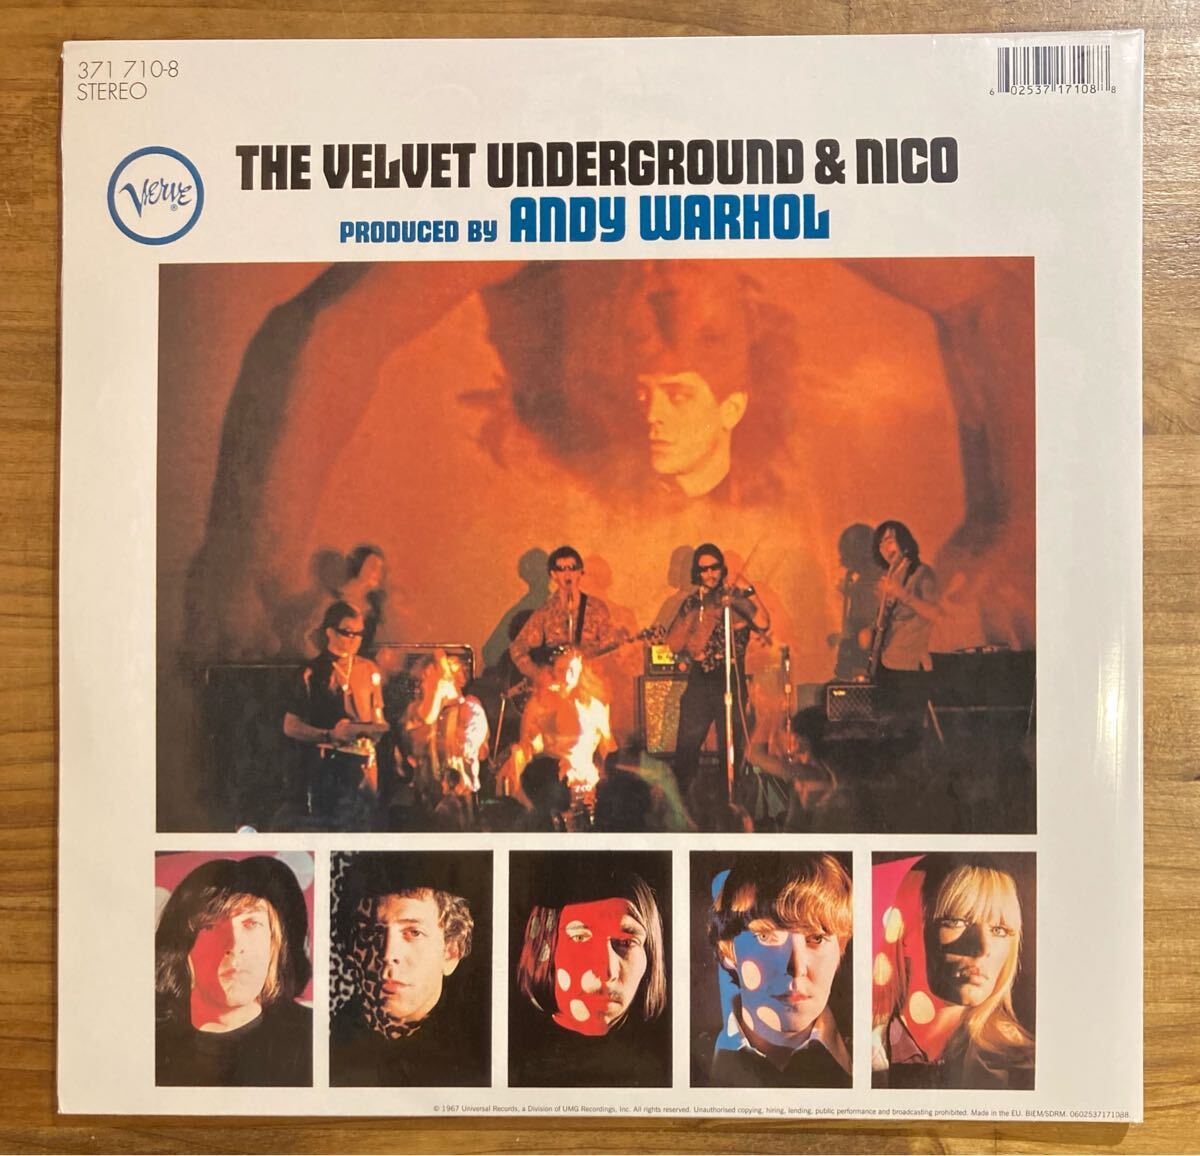 371 710-8
STEREO
6 02537 17108 8
Verve
®
THE VELVET UNDERGROUND & NICO
PRODUCED BY ANDY WARHOL
© 1967 Universal Records, a Division of UMG Recordings, Inc. All rights reserved. Unauthorised copying, hiring, lending, public performance and broadcasting prohibited. Made in the EU. BIEM/SDRM. 0602537171088.